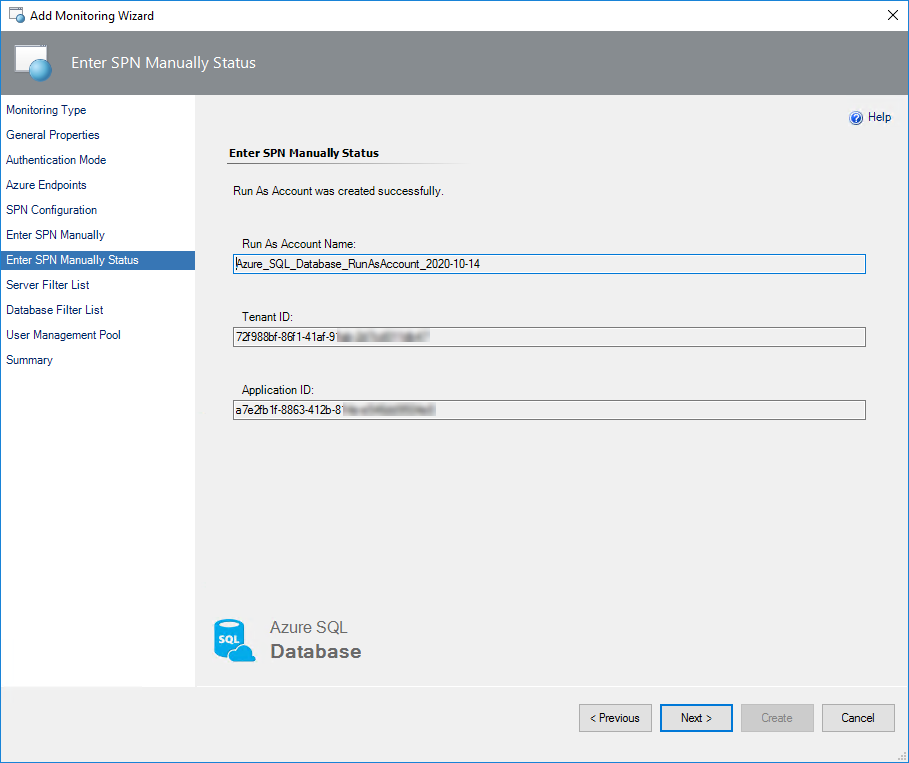 Add Monitoring Wizard
Enter SPN Manually Status
Monitoring Type
General Properties
Authentication Mode
Azure Endpoints
SPN Configuration
Enter SPN Manually
Enter SPN Manually Status
Server Filter List
Database Filter List
User Management Pool
Summary
Help
Enter SPN Manually Status
Run As Account was created successfully.
Run As Account Name:
Azure_SQL_Database_RunAsAccount_2020-10-14
Tenant ID:
72f988bf-86f1-41af-91
Application ID:
a7e2fb1f-8863-412b-81
SQL
Azure SQL
Database
< Previous
Next >
Create
Cancel